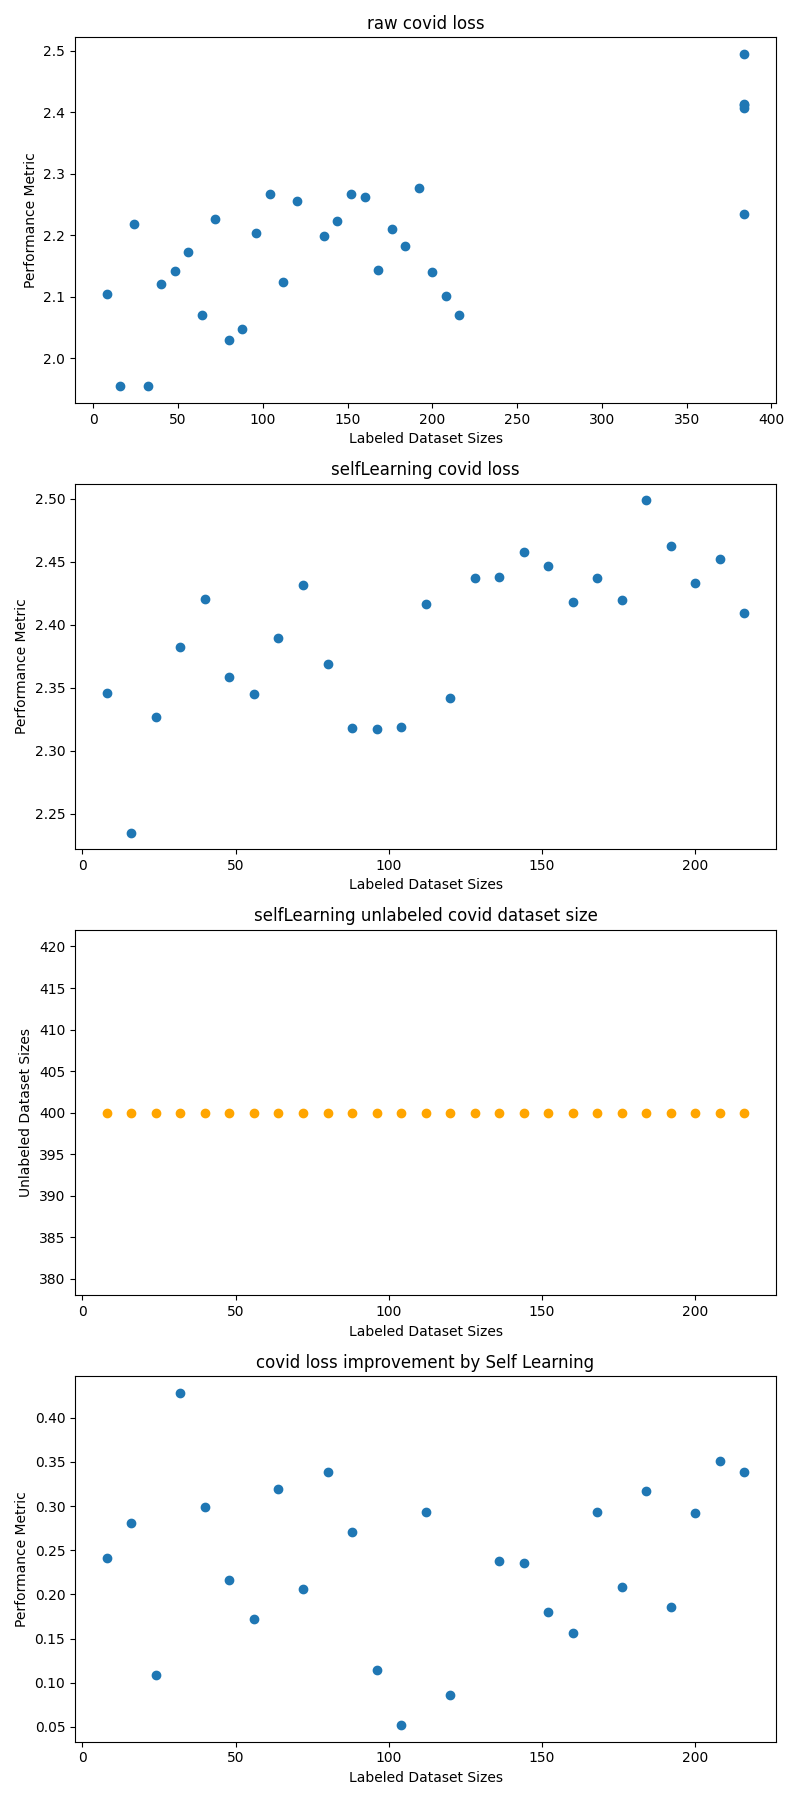 raw covid loss
Performance Metric
2.5
2.4
2.3
2.2
2.1
2.0
0 50 100 150 200 250 300 350 400
Labeled Dataset Sizes
selfLearning covid loss
Performance Metric
2.50
2.45
2.40
2.35
2.30
2.25
0 50 100 150 200
Labeled Dataset Sizes
selfLearning unlabeled covid dataset size
Unlabeled Dataset Sizes
420
415
410
405
400
395
390
385
380
0 50 100 150 200
Labeled Dataset Sizes
covid loss improvement by Self Learning
Performance Metric
0.40
0.35
0.30
0.25
0.20
0.15
0.10
0.05
0 50 100 150 200
Labeled Dataset Sizes